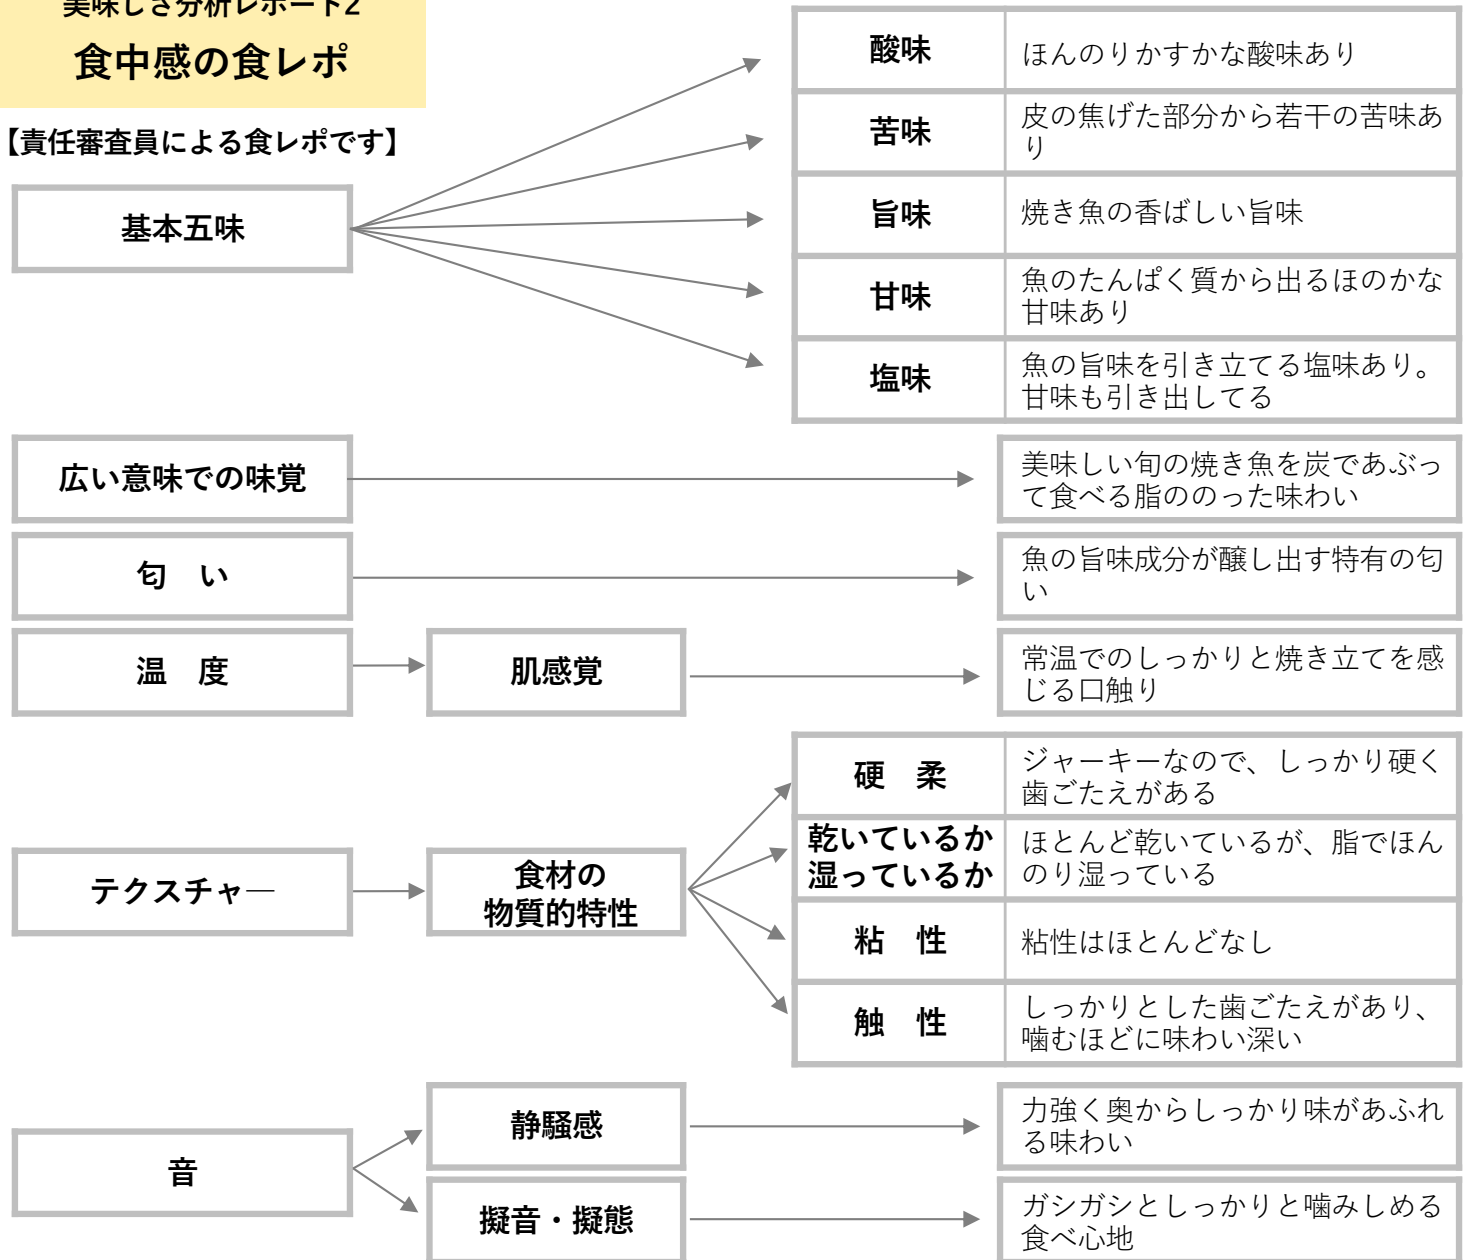 美味しさ分析レポート2
食中感の食レポ
【責任審査員による食レポです】
基本五味
酸味
ほんのりかすかな酸味あり
苦味
皮の焦げた部分から若干の苦味あ
り
旨味
焼き魚の香ばしい旨味
甘味
魚のたんぱく質から出るほのかな
甘味あり
塩味
魚の旨味を引き立てる塩味あり。
甘味も引き出してる
広い意味での味覚
美味しい旬の焼き魚を炭であぶっ
て食べる脂ののった味わい
匂　い
魚の旨味成分が醸し出す特有の匂
い
温　度
肌感覚
常温でのしっかりと焼き立てを感
じる口触り
テクスチャ―
食材の
物質的特性
硬　柔
ジャーキーなので、しっかり硬く
歯ごたえがある
乾いているか
湿っているか
ほとんど乾いているが、脂でほん
のり湿っている
粘　性
粘性はほとんどなし
触　性
しっかりとした歯ごたえがあり、
噛むほどに味わい深い
音
静騒感
力強く奥からしっかり味があふれ
る味わい
擬音・擬態
ガシガシとしっかりと噛みしめる
食べ心地